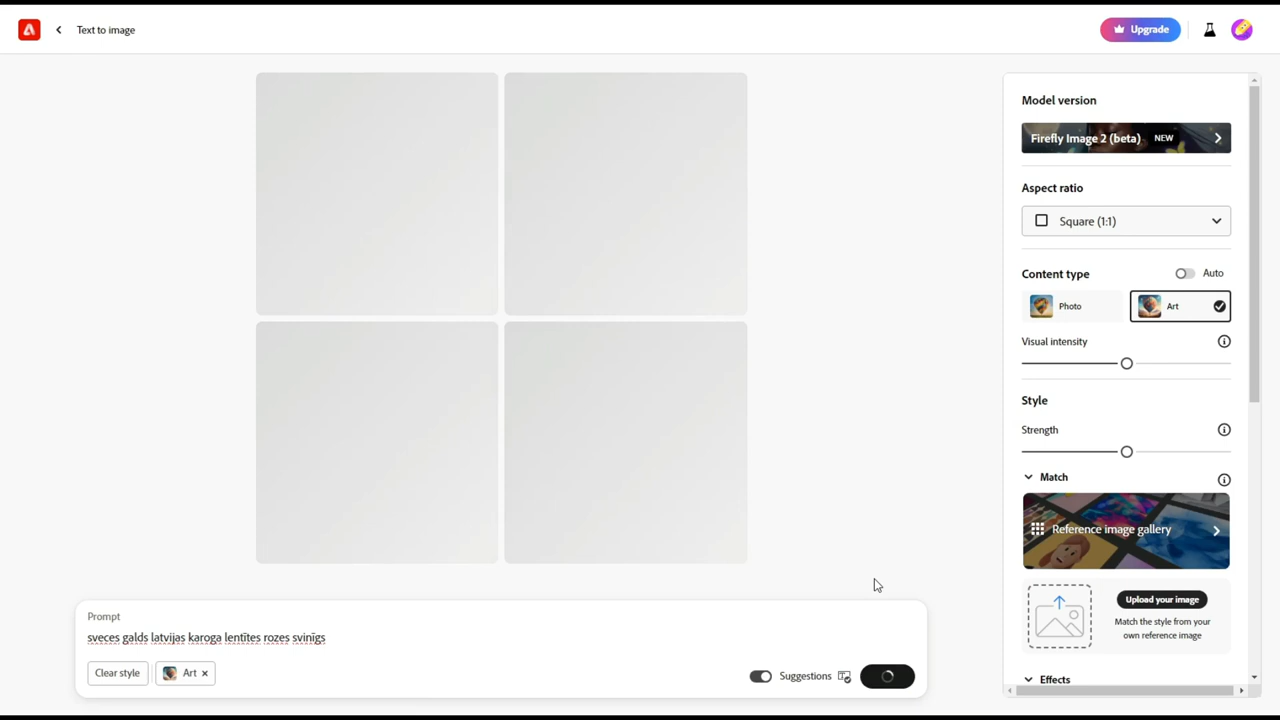 Text to image
Upgrade
Model version
Firefly Image 2 (beta) NEW
Aspect ratio
Square (1:1)
Content type
Auto
Photo
Art
Visual intensity
Style
Strength
Match
Reference image gallery
Upload your image
Match the style from your
own reference image
Effects
Prompt
sveces galds latvijas karoga lentītes rozes svinīgs
Clear style
Art
Suggestions